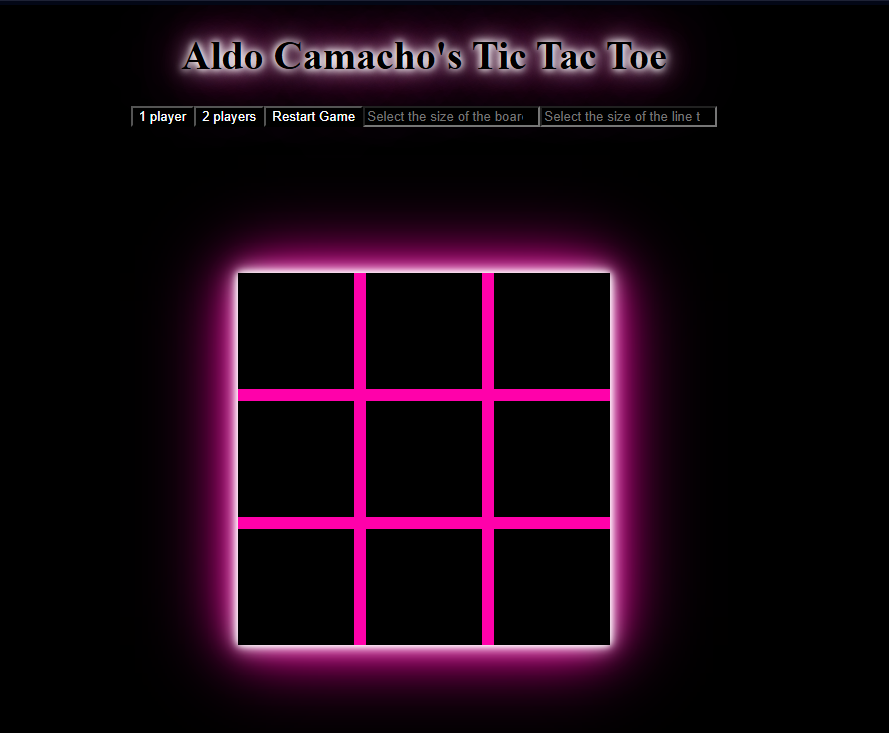 Aldo Camacho's Tic Tac Toe
1 player 2 players Restart Game Select the size of the boar Select the size of the line t